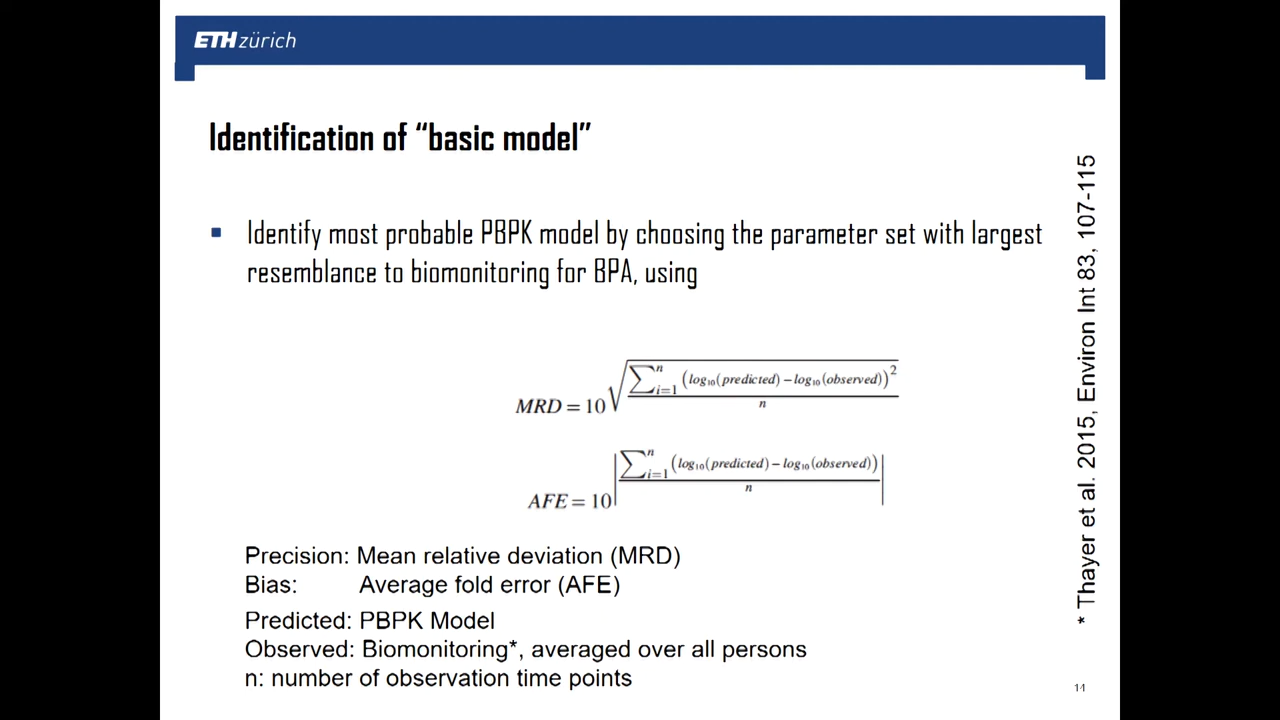 ETH zürich
Identification of “basic model”
▪ Identify most probable PBPK model by choosing the parameter set with largest
resemblance to biomonitoring for BPA, using
MRD = 10^√(∑ⁿᵢ₌₁ (log₁₀(predicted) − log₁₀(observed))² / n)
AFE = 10^|∑ⁿᵢ₌₁ (log₁₀(predicted) − log₁₀(observed)) / n|
Precision: Mean relative deviation (MRD)
Bias: Average fold error (AFE)
Predicted: PBPK Model
Observed: Biomonitoring*, averaged over all persons
n: number of observation time points
* Thayer et al. 2015, Environ Int 83, 107-115
14